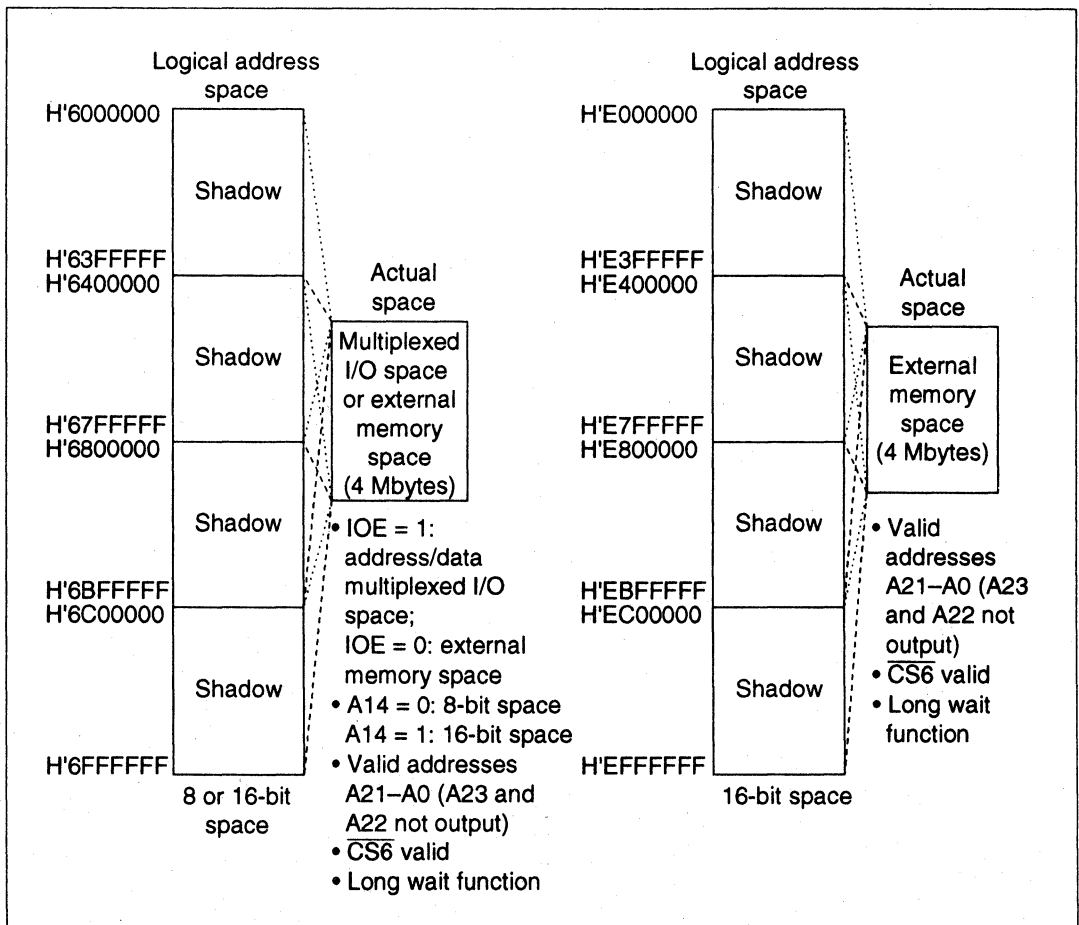 Logical address
space
H'6000000
Shadow
H'63FFFFF
H'6400000
Shadow
H'67FFFFF
H'6800000
Shadow
H'6BFFFFF
H'6C00000
Shadow
H'6FFFFFF
8 or 16-bit
space
Actual
space
Multiplexed
I/O space
or external
memory
space
(4 Mbytes)
• IOE = 1:
address/data
multiplexed I/O
space;
IOE = 0: external
memory space
• A14 = 0: 8-bit space
A14 = 1: 16-bit space
• Valid addresses
A21–A0 (A23 and
A22 not output)
• C̅S̅6̅ valid
• Long wait function
Logical address
space
H'E000000
Shadow
H'E3FFFFF
H'E400000
Shadow
H'E7FFFFF
H'E800000
Shadow
H'EBFFFFF
H'EC00000
Shadow
H'EFFFFFF
16-bit space
Actual
space
External
memory
space
(4 Mbytes)
• Valid
addresses
A21–A0 (A23
and A22 not
output)
• C̅S̅6̅ valid
• Long wait
function